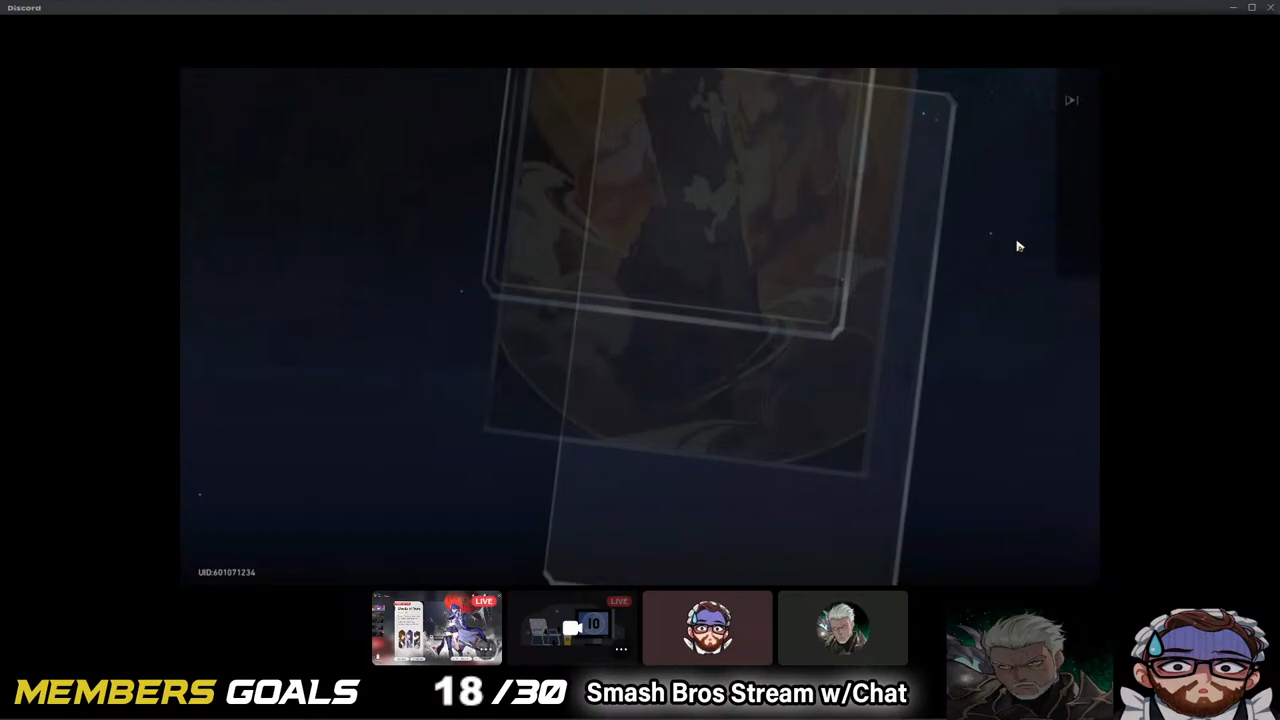 Discord
UID:601071234
LIVE
LIVE
10
MEMBERS GOALS 18 /30 Smash Bros Stream w/Chat